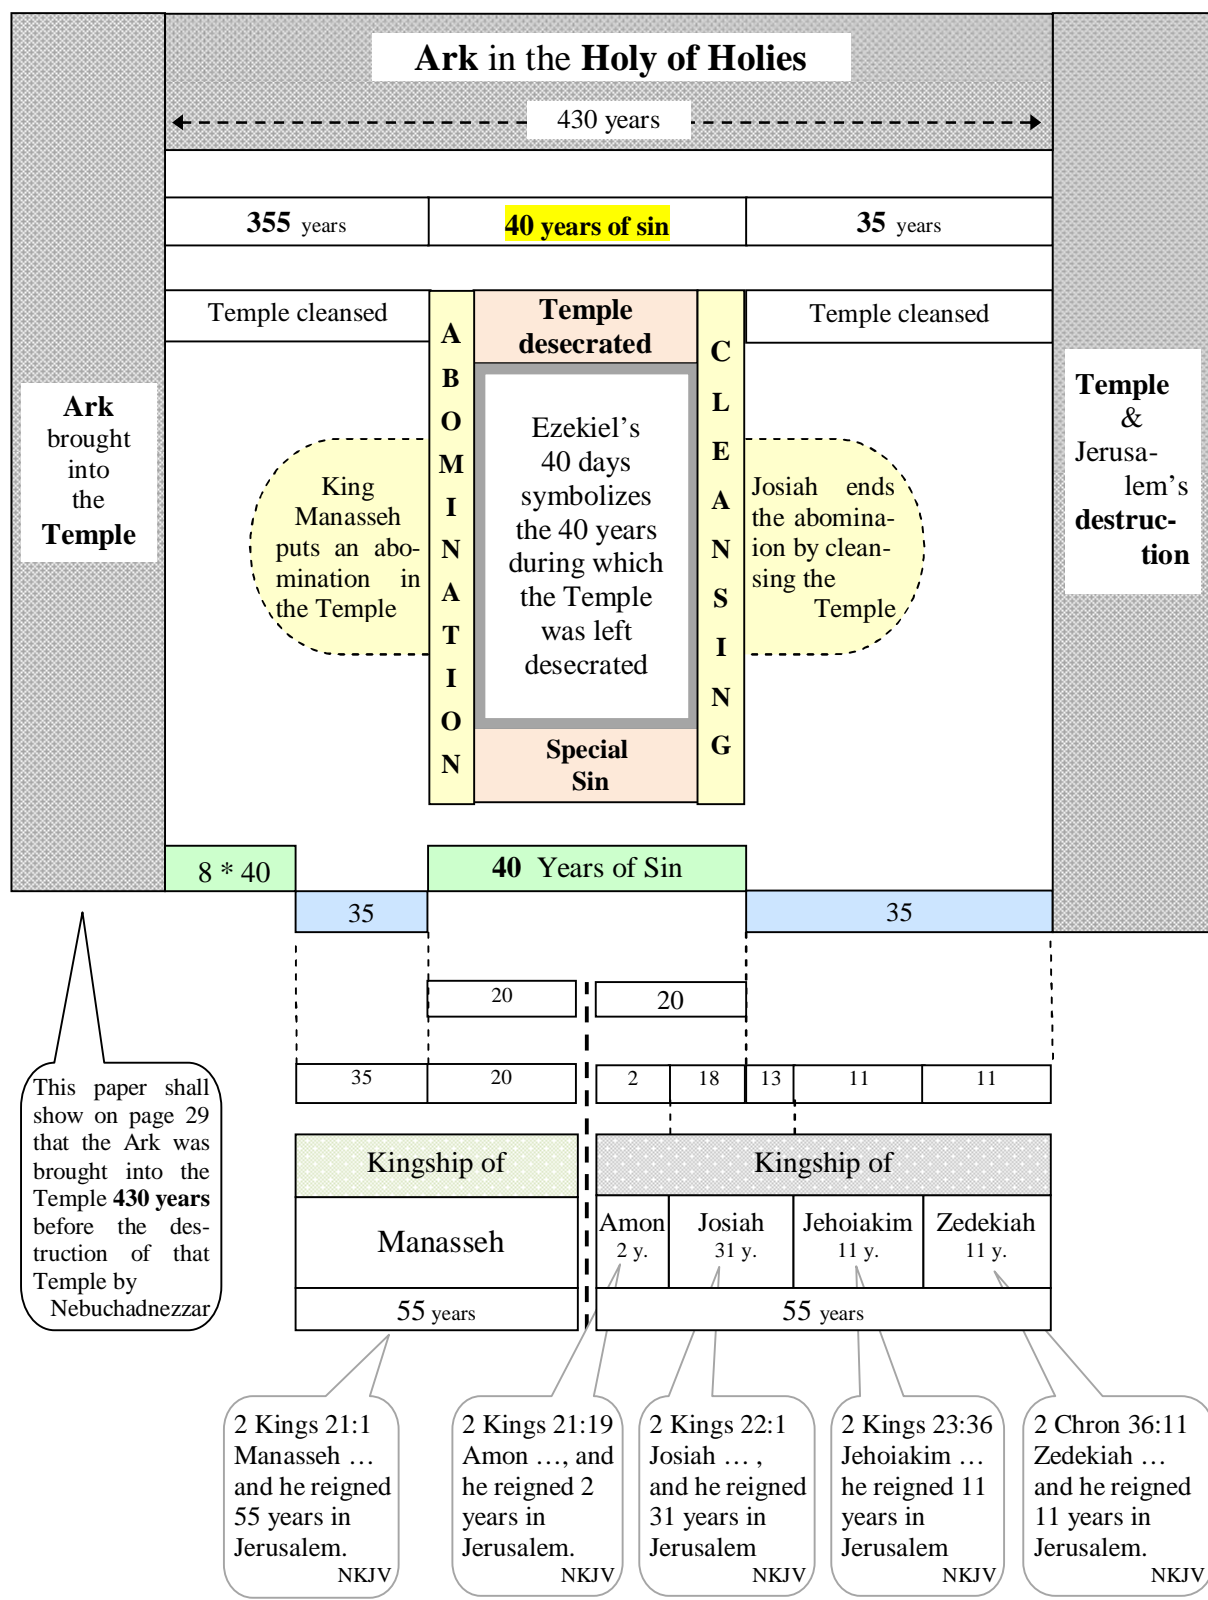 Ark in the Holy of Holies
430 years
355 years
40 years of sin
35 years
Temple cleansed
Temple
desecrated
Temple cleansed
Ark
brought
into
the
Temple
King
Manasseh
puts an abo-
mination in
the Temple
A
B
O
M
I
N
A
T
I
O
N
Ezekiel's
40 days
symbolizes
the 40 years
during which
the Temple
was left
desecrated
Special
Sin
C
L
E
A
N
S
I
N
G
Josiah ends
the abomina-
ion by clean-
sing the
Temple
Temple
&
Jerusa-
lem's
destruc-
tion
8 * 40
40 Years of Sin
35
35
20
20
35
20
2
18
13
11
11
This paper shall
show on page 29
that the Ark was
brought into the
Temple 430 years
before the des-
truction of that
Temple by
Nebuchadnezzar
Kingship of
Manasseh
55 years
Kingship of
Amon
2 y.
Josiah
31 y.
Jehoiakim
11 y.
Zedekiah
11 y.
55 years
2 Kings 21:1
Manasseh …
and he reigned
55 years in
Jerusalem.
NKJV
2 Kings 21:19
Amon …, and
he reigned 2
years in
Jerusalem.
NKJV
2 Kings 22:1
Josiah … ,
and he reigned
31 years in
Jerusalem
NKJV
2 Kings 23:36
Jehoiakim …
he reigned 11
years in
Jerusalem
NKJV
2 Chron 36:11
Zedekiah …
and he reigned
11 years in
Jerusalem.
NKJV